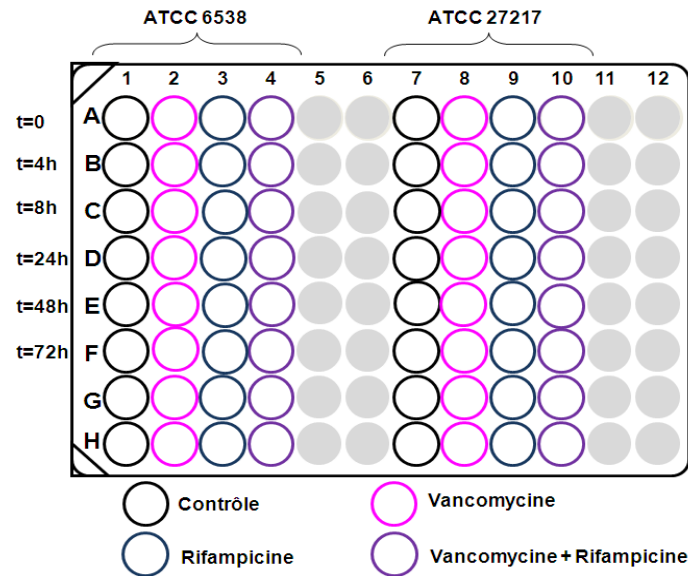 ATCC 6538 ATCC 27217
1 2 3 4 5 6 7 8 9 10 11 12
t=0 A
t=4h B
t=8h C
t=24h D
t=48h E
t=72h F
G
H
Contrôle Vancomycine
Rifampicine Vancomycine + Rifampicine